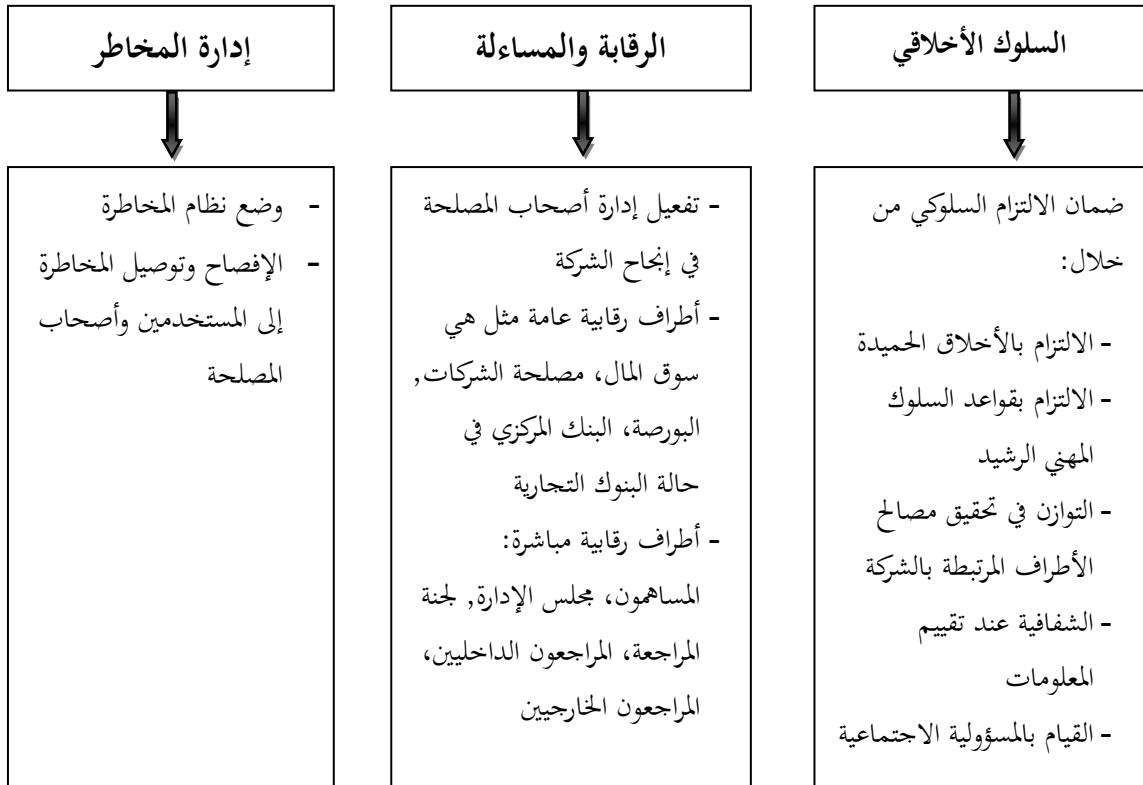 السلوك الأخلاقي
ضمان الالتزام السلوكي من
خلال:
- الالتزام بالأخلاق الحميدة
- الالتزام بقواعد السلوك
المهني الرشيد
- التوازن في تحقيق مصالح
الأطراف المرتبطة بالشركة
- الشفافية عند تقييم
المعلومات
- القيام بالمسؤولية الاجتماعية
الرقابة والمساءلة
- تفعيل إدارة أصحاب المصلحة
في إنجاح الشركة
- أطراف رقابية عامة مثل هي
سوق المال، مصلحة الشركات,
البورصة، البنك المركزي في
حالة البنوك التجارية
- أطراف رقابية مباشرة:
المساهمون، مجلس الإدارة, لجنة
المراجعة، المراجعون الداخليين،
المراجعون الخارجيين
إدارة المخاطر
- وضع نظام المخاطرة
- الإفصاح وتوصيل المخاطرة
إلى المستخدمين وأصحاب
المصلحة